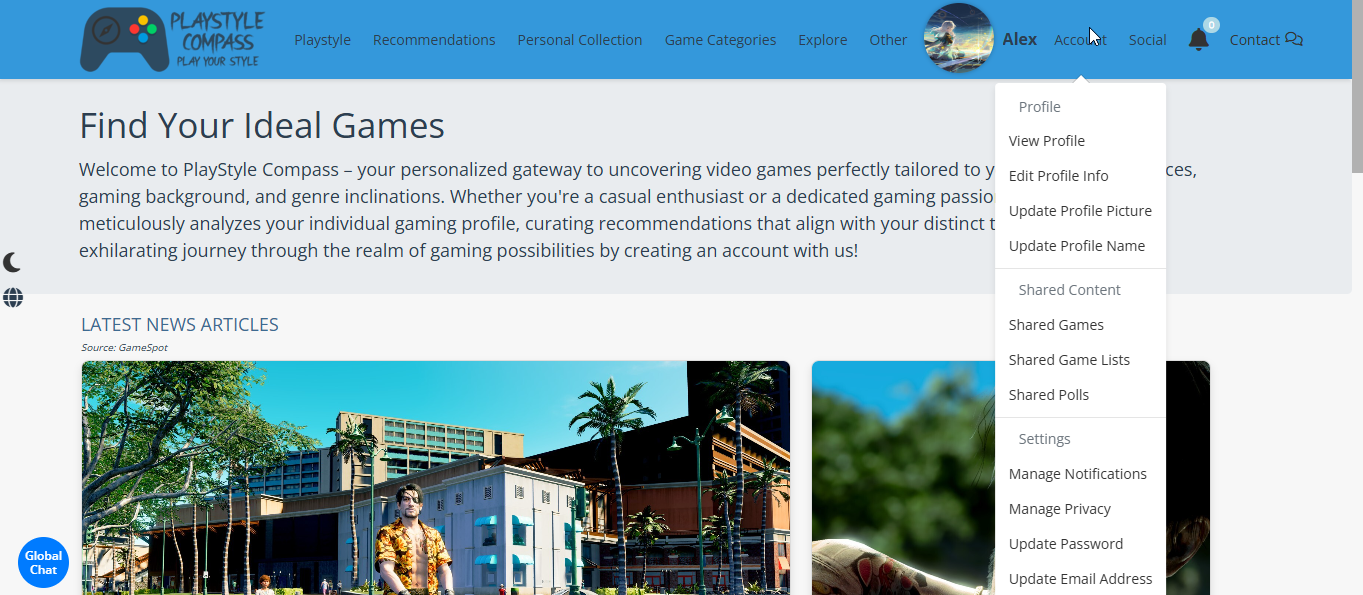 PLAYSTYLE
COMPASS
PLAY YOUR STYLE
Playstyle Recommendations Personal Collection Game Categories Explore Other Alex Account Social 0 Contact
Find Your Ideal Games
Welcome to PlayStyle Compass – your personalized gateway to uncovering video games perfectly tailored to y ces,
gaming background, and genre inclinations. Whether you're a casual enthusiast or a dedicated gaming passio
meticulously analyzes your individual gaming profile, curating recommendations that align with your distinct t
exhilarating journey through the realm of gaming possibilities by creating an account with us!
Profile
View Profile
Edit Profile Info
Update Profile Picture
Update Profile Name
Shared Content
Shared Games
Shared Game Lists
Shared Polls
Settings
Manage Notifications
Manage Privacy
Update Password
Update Email Address
LATEST NEWS ARTICLES
Source: GameSpot
Global
Chat